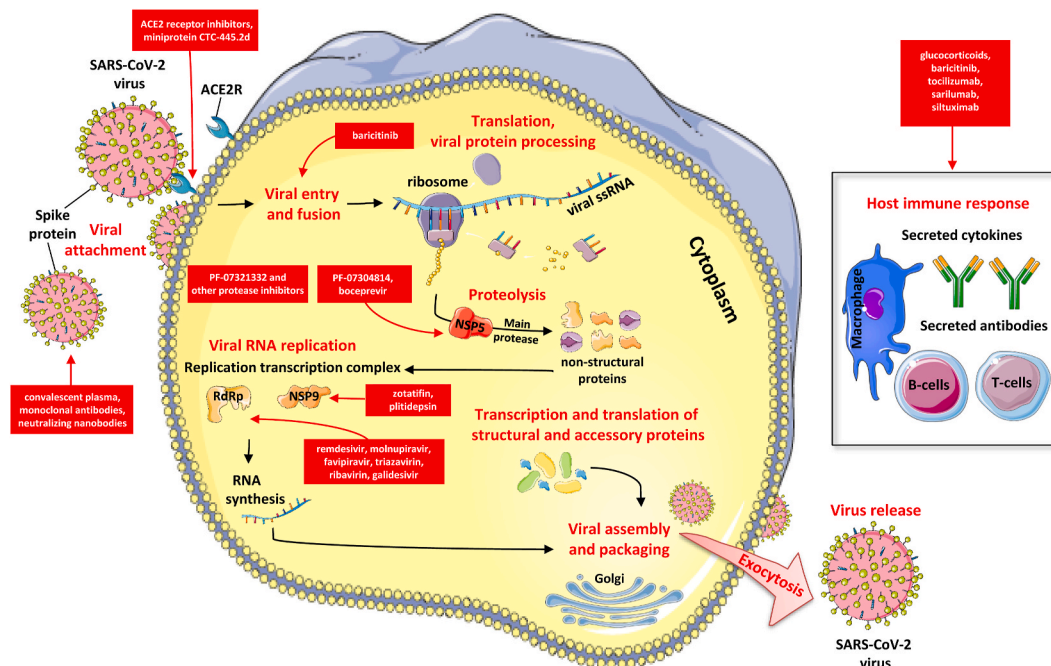 ACE2 receptor inhibitors,
miniprotein CTC-445.2d
SARS-CoV-2
virus
ACE2R
Spike
protein
Viral
attachment
convalescent plasma,
monoclonal antibodies,
neutralizing nanobodies
baricitinib
Viral entry
and fusion
Translation,
viral protein processing
ribosome
viral ssRNA
Cytoplasm
PF-07321332 and
other protease inhibitors
PF-07304814,
boceprevir
Proteolysis
NSP5
Main
protease
non-structural
proteins
Viral RNA replication
Replication transcription complex
RdRp
NSP9
zotatifin,
plitidepsin
remdesivir, molnupiravir,
favipiravir, triazavirin,
ribavirin, galidesivir
RNA
synthesis
Transcription and translation of
structural and accessory proteins
Viral assembly
and packaging
Golgi
Exocytosis
Virus release
SARS-CoV-2
virus
glucocorticoids,
baricitinib,
tocilizumab,
sarilumab,
siltuximab
Host immune response
Secreted cytokines
Macrophage
Secreted antibodies
B-cells
T-cells